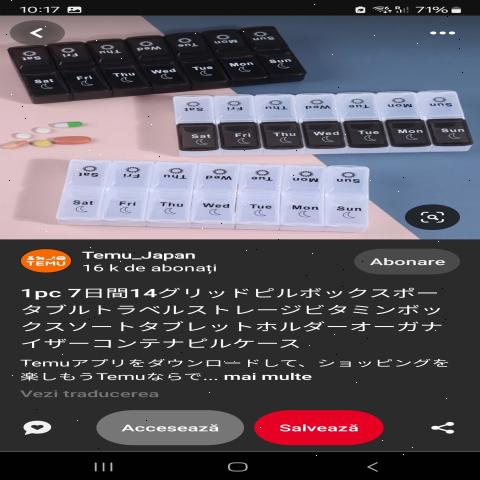 10:17
71%
Sun Mon Tue Wed Thu Fri Sat
Sat Fri Thu Wed Tue Mon Sun
Sat Fri Thu Wed Tue Mon Sun
Sat Fri Thu Wed Tue Mon Sun
Sat Fri Thu Wed Tue Mon Sun
Sat Fri Thu Wed Tue Mon Sun
TEMU
Temu_Japan
16 k de abonați
Abonare
1pc 7日間14グリッドピルボックスポー
タブルトラベルストレージビタミンボッ
クスソートタブレットホルダーオーガナ
イザーコンテナピルケース
Temuアプリをダウンロードして、ショッピングを
楽しもうTemuならで... mai multe
Vezi traducerea
Accesează
Salvează